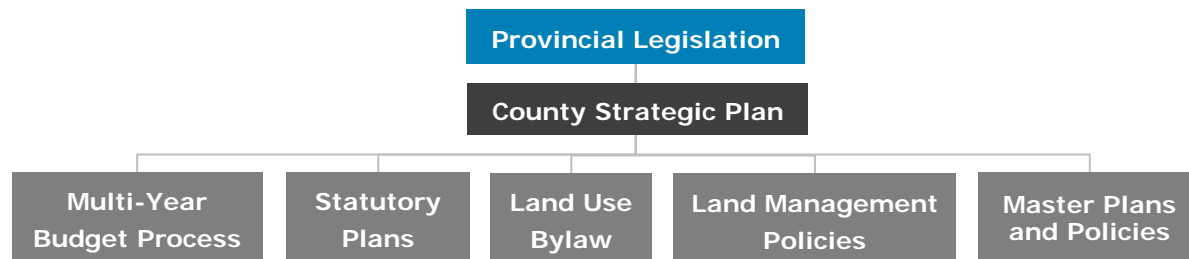 Provincial Legislation
County Strategic Plan
Multi-Year
Budget Process
Statutory
Plans
Land Use
Bylaw
Land Management
Policies
Master Plans
and Policies